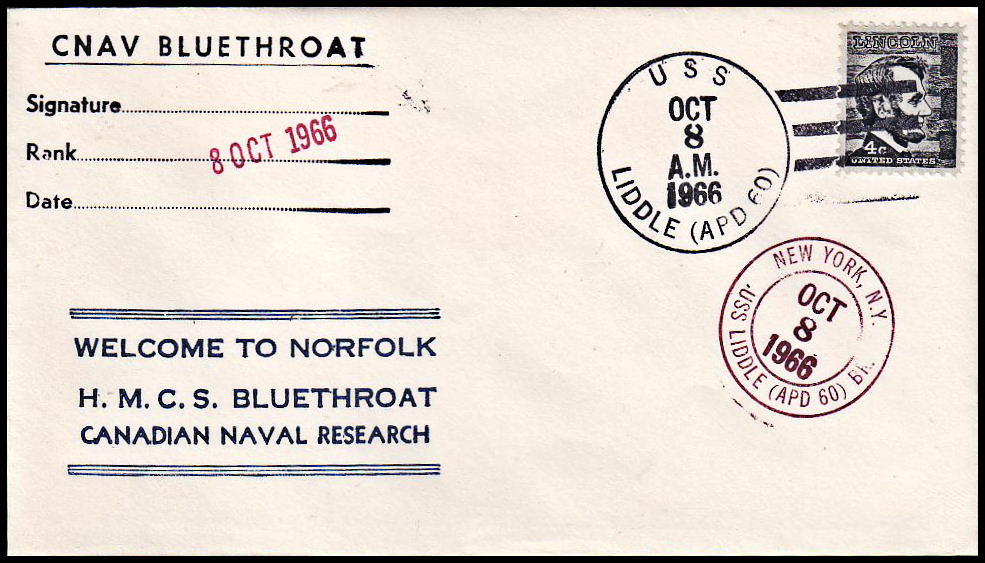 CNAV BLUETHROAT
Signature
Rank
Date
8 OCT 1966
USS
OCT
8
A.M.
1966
LIDDLE (APD 60)
LINCOLN
4c
UNITED STATES
NEW YORK, N.Y.
OCT
8
1966
USS LIDDLE (APD 60) BR.
WELCOME TO NORFOLK
H. M. C. S. BLUETHROAT
CANADIAN NAVAL RESEARCH